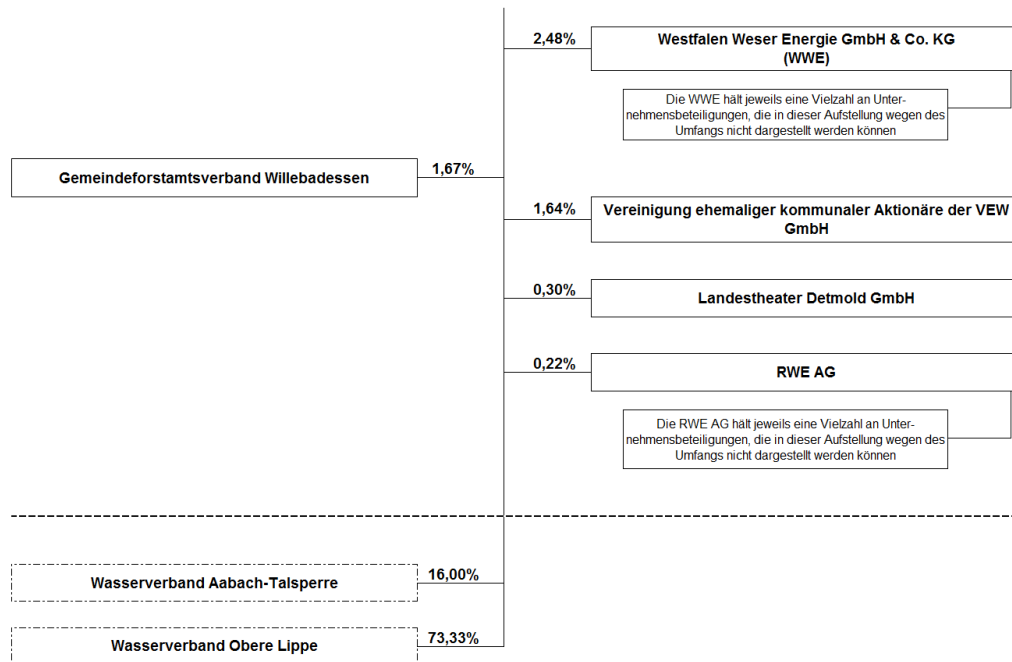 2,48%
Westfalen Weser Energie GmbH & Co. KG
(WWE)
Die WWE hält jeweils eine Vielzahl an Unter-
nehmensbeteiligungen, die in dieser Aufstellung wegen des
Umfangs nicht dargestellt werden können
Gemeindeforstamtsverband Willebadessen
1,67%
1,64%
Vereinigung ehemaliger kommunaler Aktionäre der VEW
GmbH
0,30%
Landestheater Detmold GmbH
0,22%
RWE AG
Die RWE AG hält jeweils eine Vielzahl an Unter-
nehmensbeteiligungen, die in dieser Aufstellung wegen des
Umfangs nicht dargestellt werden können
Wasserverband Aabach-Talsperre
16,00%
Wasserverband Obere Lippe
73,33%